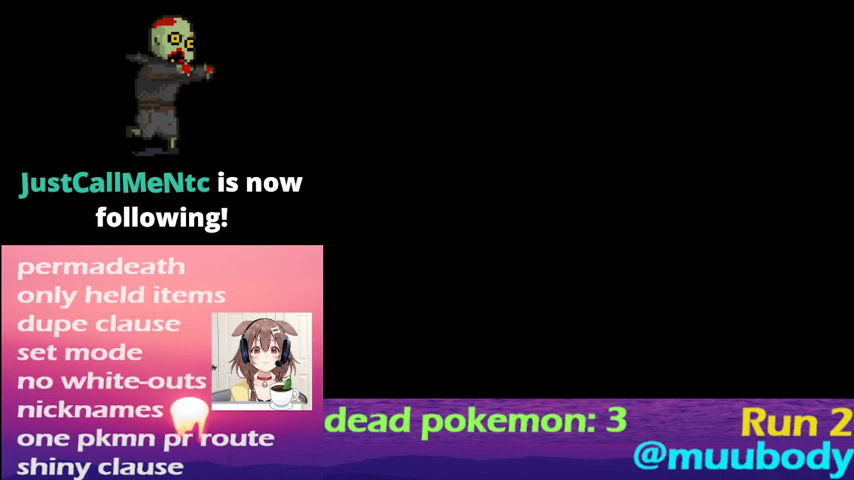 JustCallMeNtc is now
following!
permadeath
only held items
dupe clause
set mode
no white-outs
nicknames
one pkmn pr route
shiny clause
dead pokemon: 3
Run 2
@muubody